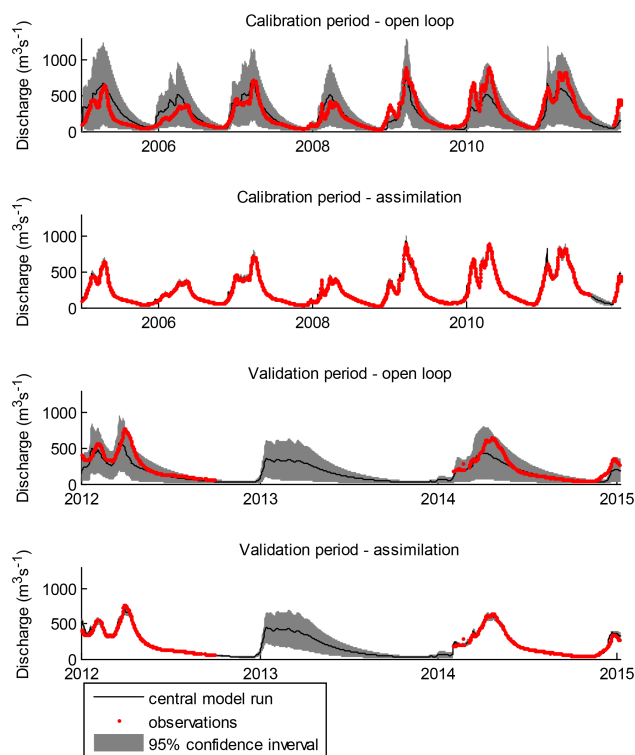 Calibration period - open loop
Discharge (m³s⁻¹)
1000
500
0
2006
2008
2010
Calibration period - assimilation
Discharge (m³s⁻¹)
1000
500
0
2006
2008
2010
Validation period - open loop
Discharge (m³s⁻¹)
1000
500
0
2012
2013
2014
2015
Validation period - assimilation
Discharge (m³s⁻¹)
1000
500
0
2012
2013
2014
2015
central model run
observations
95% confidence inverval